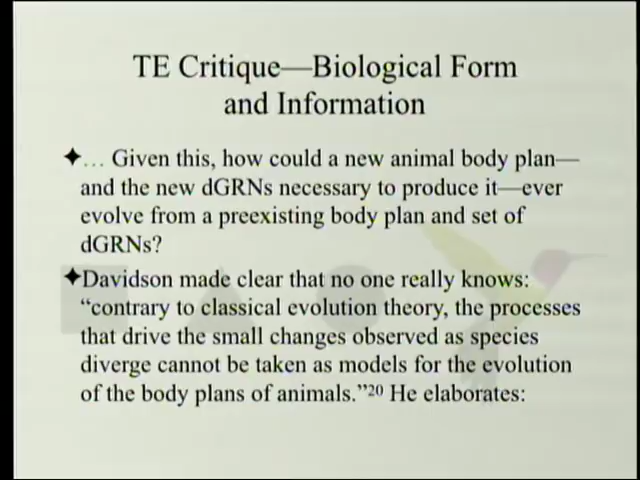 TE Critique—Biological Form
and Information
✦… Given this, how could a new animal body plan—
and the new dGRNs necessary to produce it—ever
evolve from a preexisting body plan and set of
dGRNs?
✦Davidson made clear that no one really knows:
“contrary to classical evolution theory, the processes
that drive the small changes observed as species
diverge cannot be taken as models for the evolution
of the body plans of animals.”20 He elaborates: